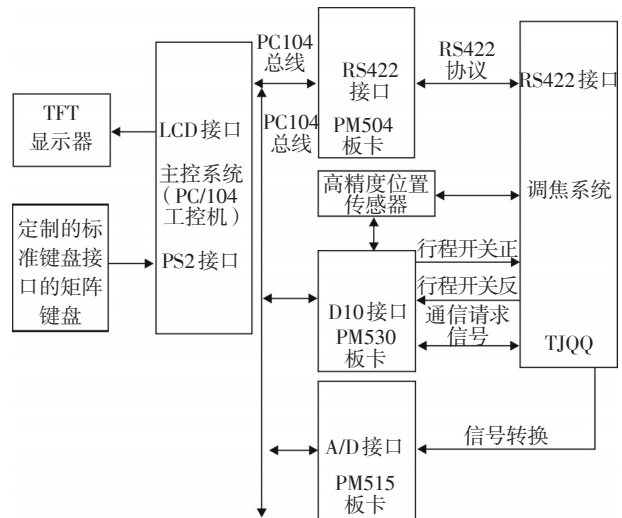 TFT
显示器
定制的标
准键盘接
口的矩阵
键盘
LCD接口
主控系统
(PC/104
工控机)
PS2接口
PC104
总线
PC104
总线
RS422
接口
PM504
板卡
RS422
协议
RS422接口
高精度位置
传感器
调焦系统
行程开关正
行程开关反
通信请求
信号
D10接口
PM530
板卡
TJQQ
A/D接口
PM515
板卡
信号转换